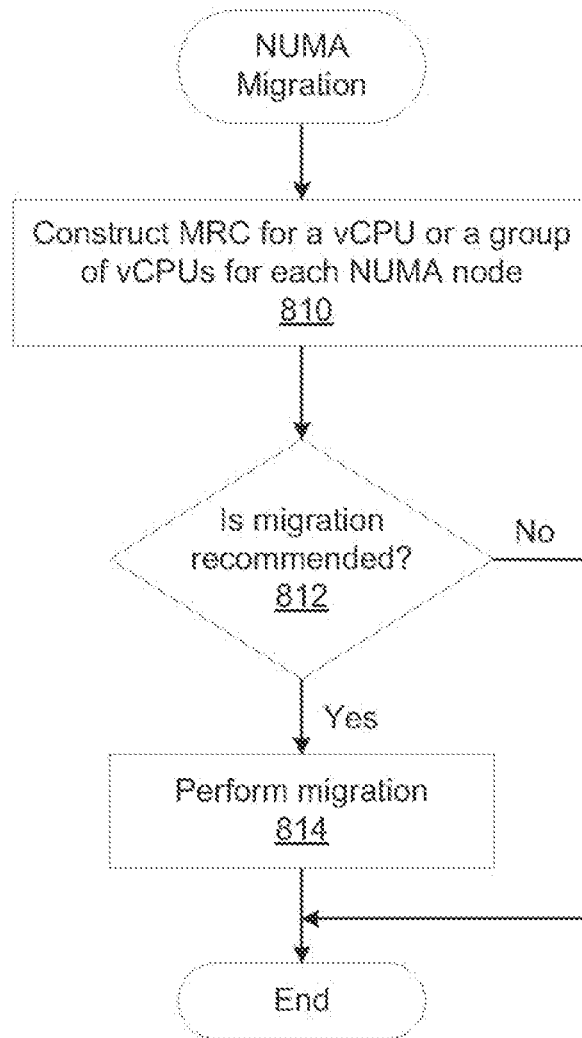 NUMA
Migration
Construct MRC for a vCPU or a group
of vCPUs for each NUMA node
810
Is migration
recommended?
812
No
Yes
Perform migration
814
End